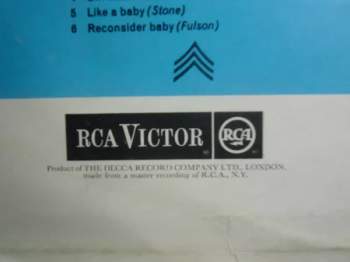 5 Like a baby (Stone)
6 Reconsider baby (Fulson)
RCA VICTOR RCA
Product of THE DECCA RECORD COMPANY LTD., LONDON,
made from a master recording of R.C.A., N.Y.